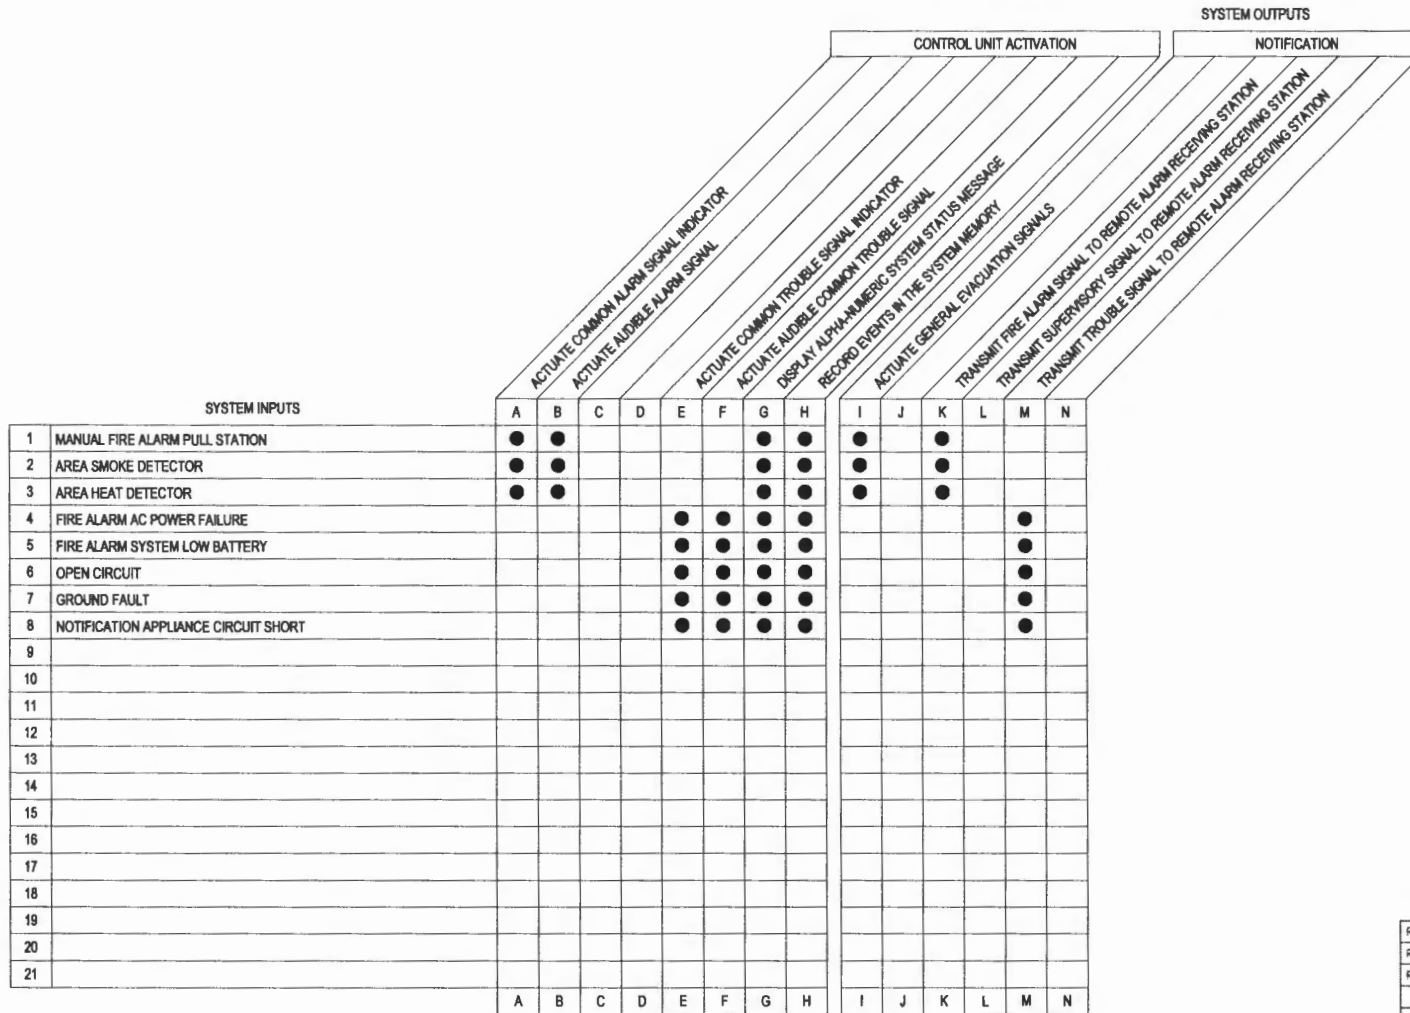 SYSTEM OUTPUTS
CONTROL UNIT ACTIVATION
NOTIFICATION
ACTUATE COMMON ALARM SIGNAL INDICATOR
ACTUATE AUDIBLE ALARM SIGNAL
ACTUATE COMMON TROUBLE SIGNAL INDICATOR
ACTUATE AUDIBLE COMMON TROUBLE SIGNAL
DISPLAY ALPHA-NUMERIC SYSTEM STATUS MESSAGE
RECORD EVENTS IN THE SYSTEM MEMORY
ACTUATE GENERAL EVACUATION SIGNALS
TRANSMIT FIRE ALARM SIGNAL TO REMOTE ALARM RECEIVING STATION
TRANSMIT SUPERVISORY SIGNAL TO REMOTE ALARM RECEIVING STATION
TRANSMIT TROUBLE SIGNAL TO REMOTE ALARM RECEIVING STATION
SYSTEM INPUTS A B C D E F G H I J K L M N
1 MANUAL FIRE ALARM PULL STATION
2 AREA SMOKE DETECTOR
3 AREA HEAT DETECTOR
4 FIRE ALARM AC POWER FAILURE
5 FIRE ALARM SYSTEM LOW BATTERY
6 OPEN CIRCUIT
7 GROUND FAULT
8 NOTIFICATION APPLIANCE CIRCUIT SHORT
9
10
11
12
13
14
15
16
17
18
19
20
21
A B C D E F G H I J K L M N